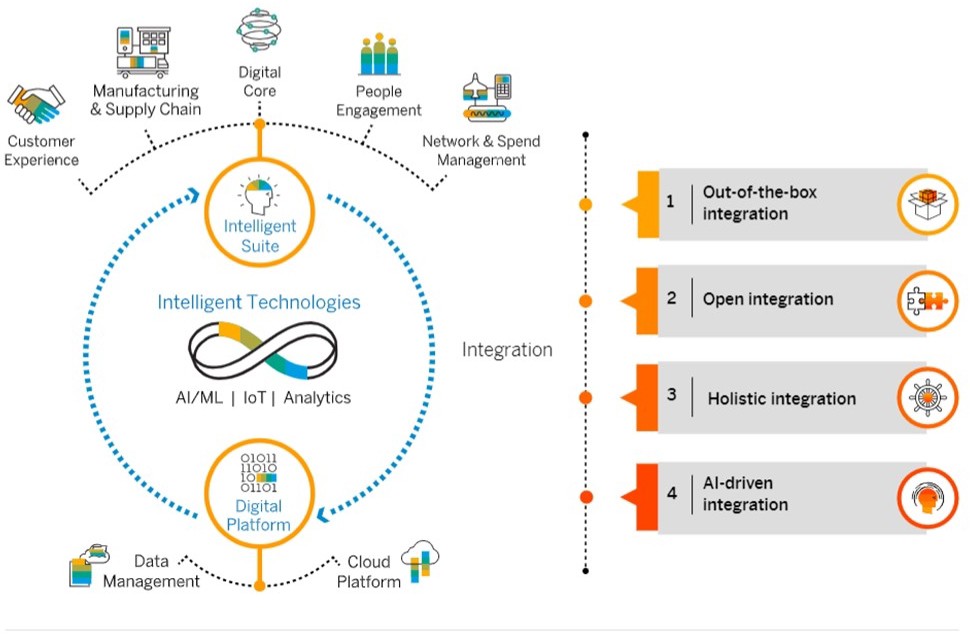 Digital
Core
Manufacturing
& Supply Chain
People
Engagement
Customer
Experience
Network & Spend
Management
Intelligent
Suite
Intelligent Technologies
AI/ML | IoT | Analytics
01011
11010
10
01101
Digital
Platform
Data
Management
Cloud
Platform
Integration
1 | Out-of-the-box
integration
2 | Open integration
3 | Holistic integration
4 | AI-driven
integration